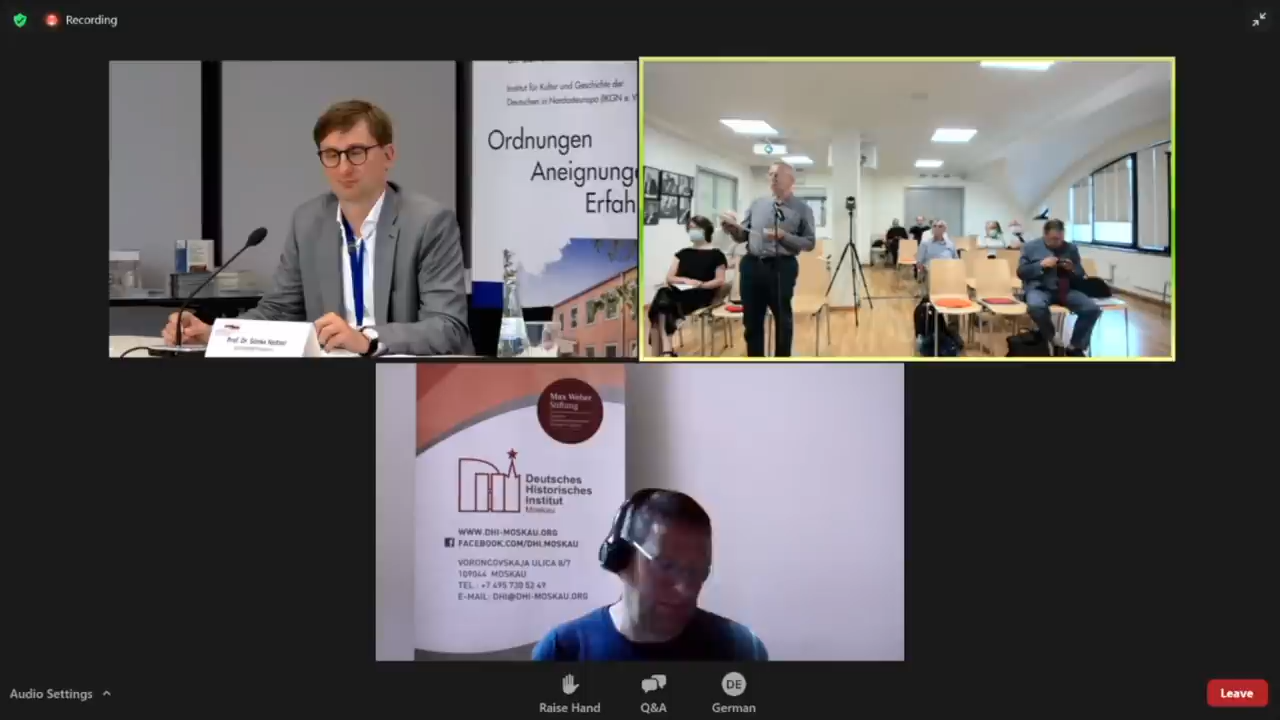 Recording
Institut für Kultur und Geschichte der
Deutschen in Nordosteuropa (IKGN e. V.
Ordnungen
Aneignunge
Erfah
Prof. Dr. Sönke Neitzel
Max Weber
Stiftung
Deutsches
Historisches
Institut
Moskau
WWW.DHI-MOSKAU.ORG
FACEBOOK.COM/DHI.MOSKAU
VORONCOVSKAJA ULICA 8/7
109044 MOSKAU
TEL.: +7 495 730 52 49
E-MAIL: DHI@DHI-MOSKAU.ORG
Audio Settings
Raise Hand
Q&A
DE
German
Leave